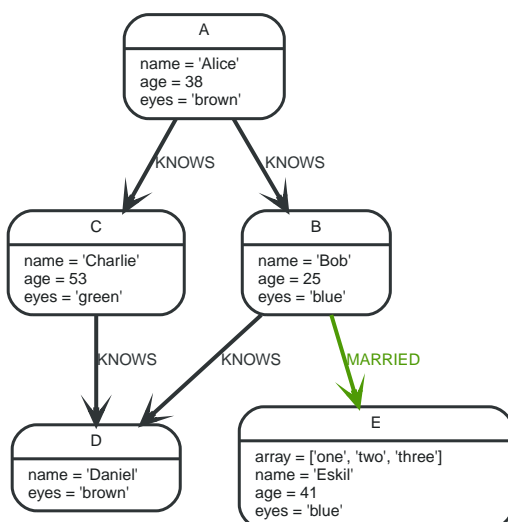 A
name = 'Alice'
age = 38
eyes = 'brown'
KNOWS
KNOWS
C
name = 'Charlie'
age = 53
eyes = 'green'
B
name = 'Bob'
age = 25
eyes = 'blue'
KNOWS
KNOWS
MARRIED
D
name = 'Daniel'
eyes = 'brown'
E
array = ['one', 'two', 'three']
name = 'Eskil'
age = 41
eyes = 'blue'